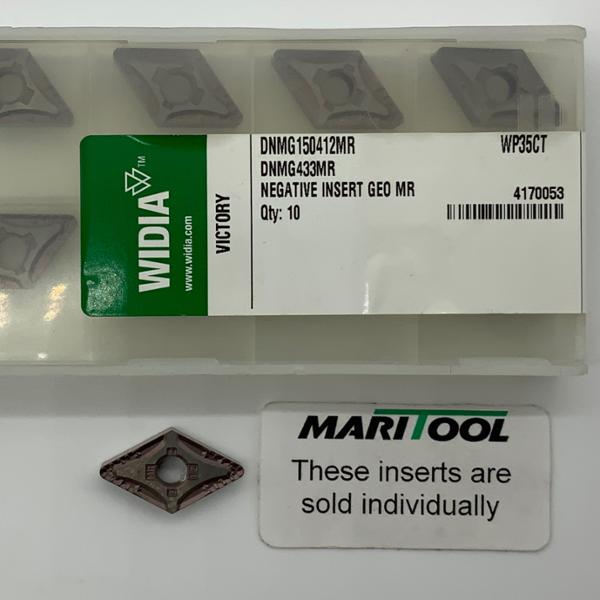 WIDIA™
www.widia.com
VICTORY
DNMG150412MR WP35CT
DNMG433MR
NEGATIVE INSERT GEO MR 4170053
Qty: 10
MARITOOL
These inserts are
sold individually